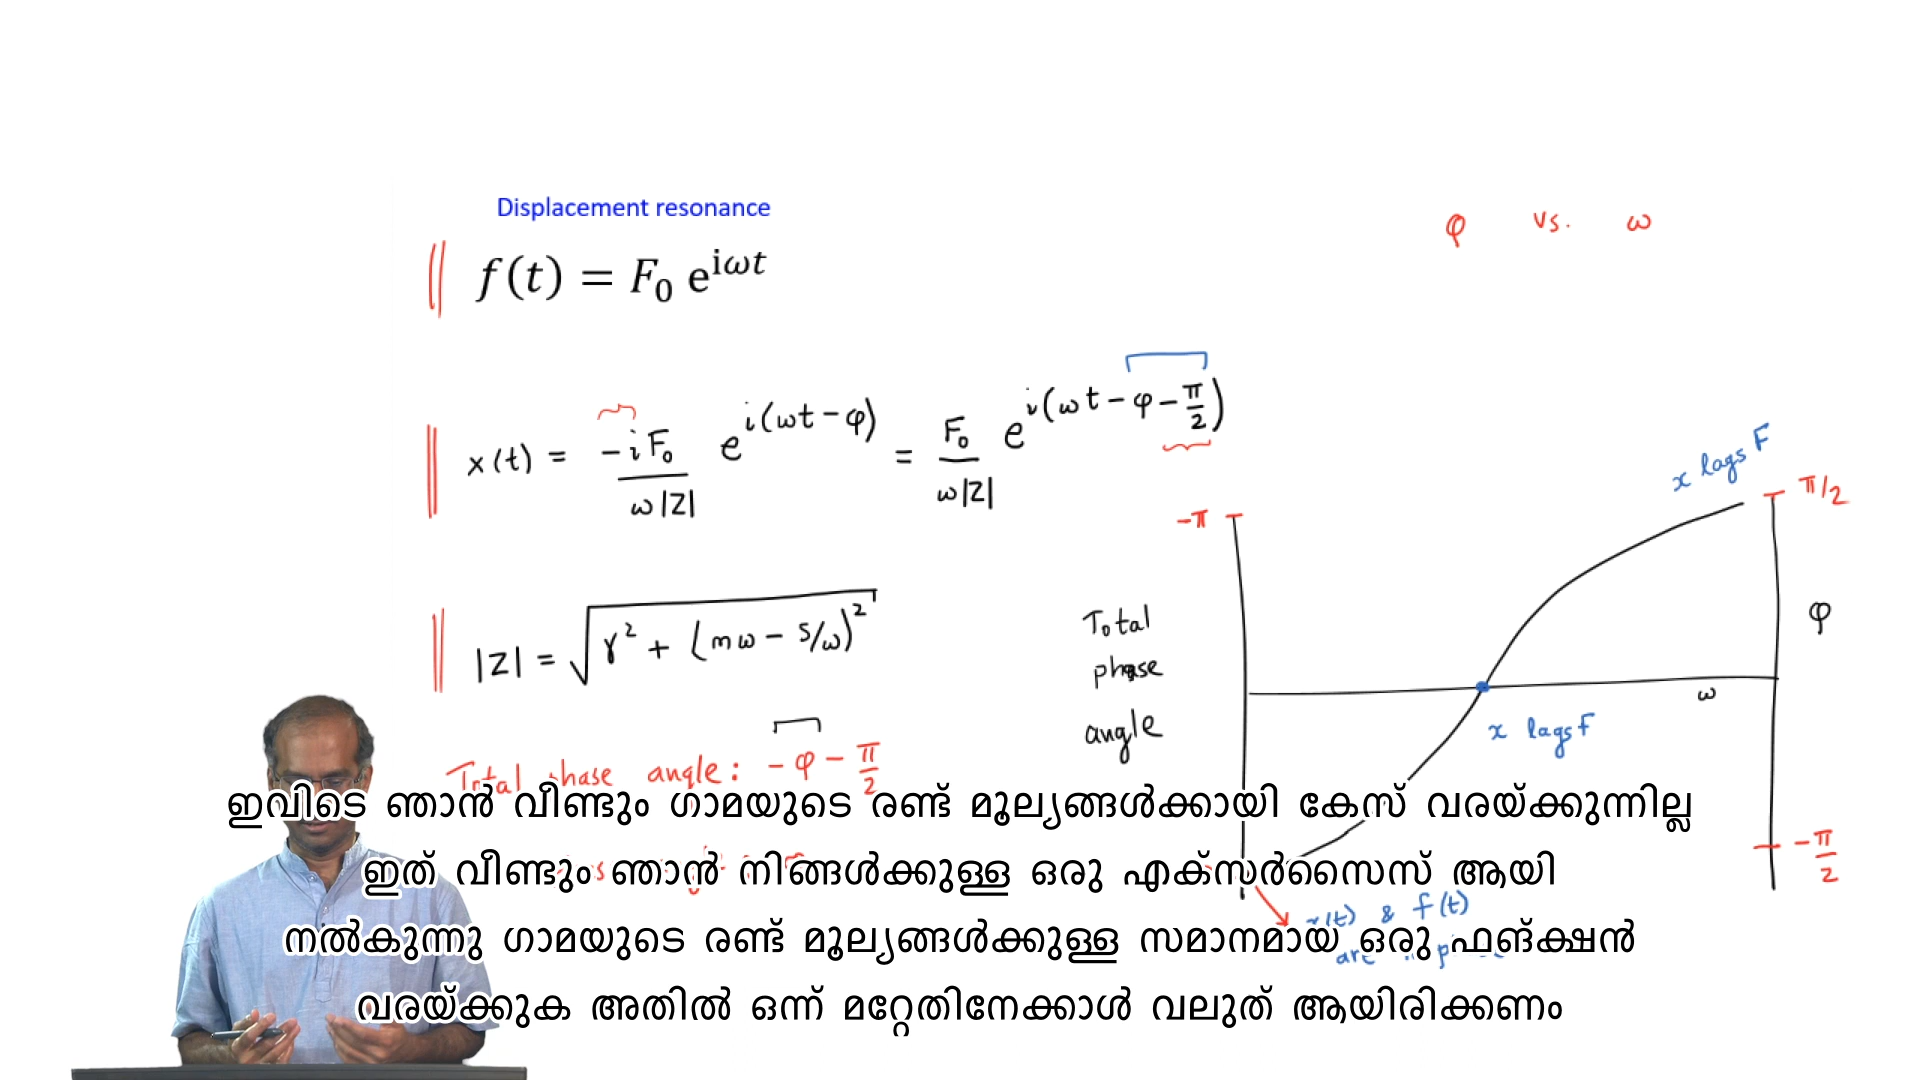 Displacement resonance
φ vs. ω
f(t) = F₀ e^{iωt}
x(t) = -iF₀ / ω|Z| e^{i(ωt-φ)} = F₀ / ω|Z| e^{i(ωt-φ-π/2)}
x lags F
-π
π/2
|Z| = √(r² + (mω - s/ω)²)
Total
phase
angle
φ
ω
x lags F
Total phase angle: -φ - π/2
-π/2
x(t) & f(t)
are
ഇവിടെ ഞാൻ വീണ്ടും ഗാമയുടെ രണ്ട് മൂല്യങ്ങൾക്കായി കേസ് വരയ്ക്കുന്നില്ല
ഇത് വീണ്ടും ഞാൻ നിങ്ങൾക്കുള്ള ഒരു എക്സർസൈസ് ആയി
നൽകുന്നു ഗാമയുടെ രണ്ട് മൂല്യങ്ങൾക്കുള്ള സമാനമായ ഒരു ഫങ്ക്ഷൻ
വരയ്ക്കുക അതിൽ ഒന്ന് മറ്റേതിനേക്കാൾ വലുത് ആയിരിക്കണം